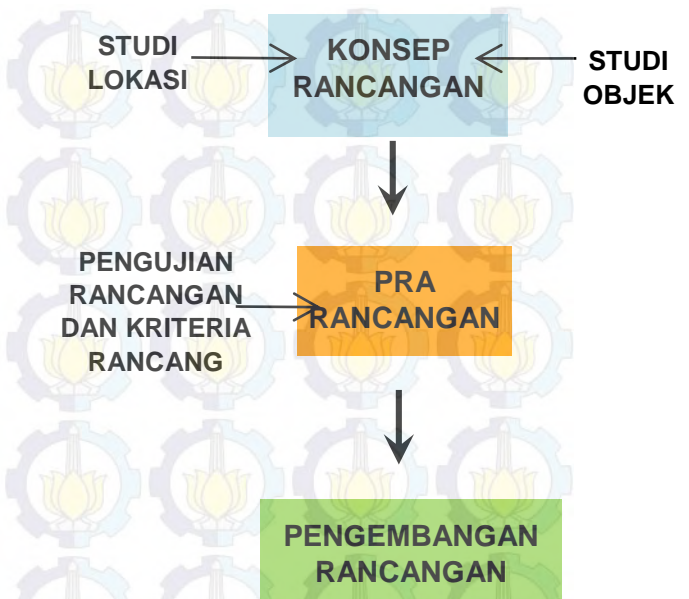 STUDI
LOKASI
KONSEP
RANCANGAN
STUDI
OBJEK
PENGUJIAN
RANCANGAN
DAN KRITERIA
RANCANG
PRA
RANCANGAN
PENGEMBANGAN
RANCANGAN